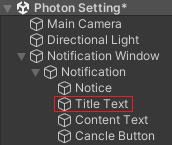 Photon Setting*
Main Camera
Directional Light
Notification Window
Notification
Notice
Title Text
Content Text
Cancle Button